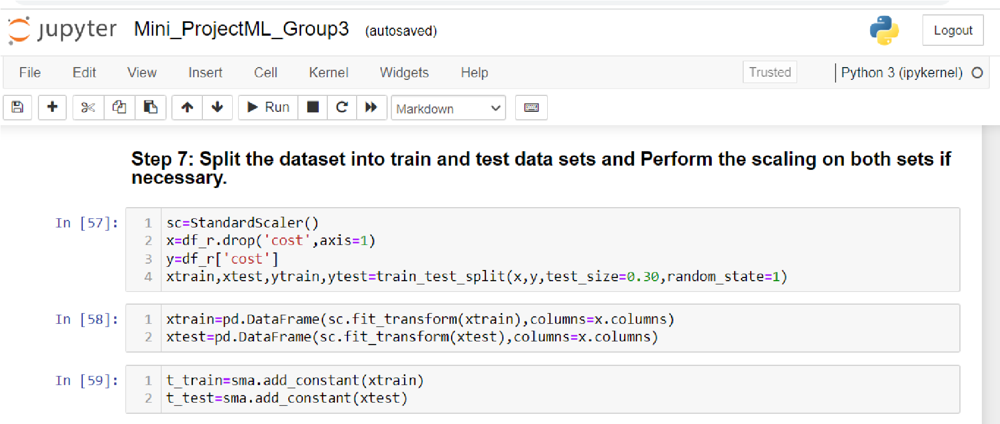 jupyter Mini_ProjectML_Group3 (autosaved) Logout
File Edit View Insert Cell Kernel Widgets Help Trusted Python 3 (ipykernel)
Run Markdown
Step 7: Split the dataset into train and test data sets and Perform the scaling on both sets if
necessary.
In [57]: 1 sc=StandardScaler()
2 x=df_r.drop('cost',axis=1)
3 y=df_r['cost']
4 xtrain,xtest,ytrain,ytest=train_test_split(x,y,test_size=0.30,random_state=1)
In [58]: 1 xtrain=pd.DataFrame(sc.fit_transform(xtrain),columns=x.columns)
2 xtest=pd.DataFrame(sc.fit_transform(xtest),columns=x.columns)
In [59]: 1 t_train=sma.add_constant(xtrain)
2 t_test=sma.add_constant(xtest)